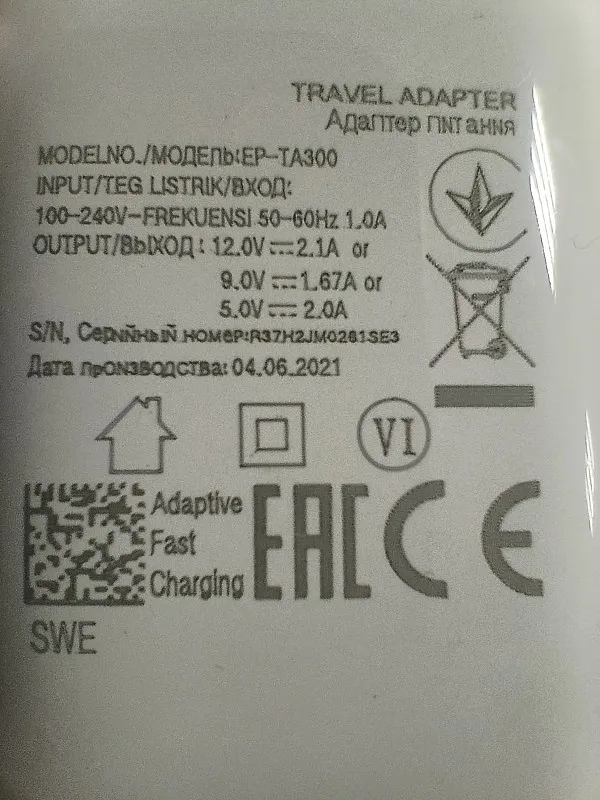 TRAVEL ADAPTER
Адаптер питания
MODELNO./МОДЕЛЬ:EP-TA300
INPUT/TEG LISTRIK/ВХОД:
100-240V-FREKUENSI 50-60Hz 1.0A
OUTPUT/ВЫХОД: 12.0V⎓2.1A or
9.0V⎓1.67A or
5.0V⎓2.0A
S/N, Серийный номер:R37H2JM0261SE3
Дата производства: 04.06.2021
VI
Adaptive
Fast
Charging
EAC CE
SWE